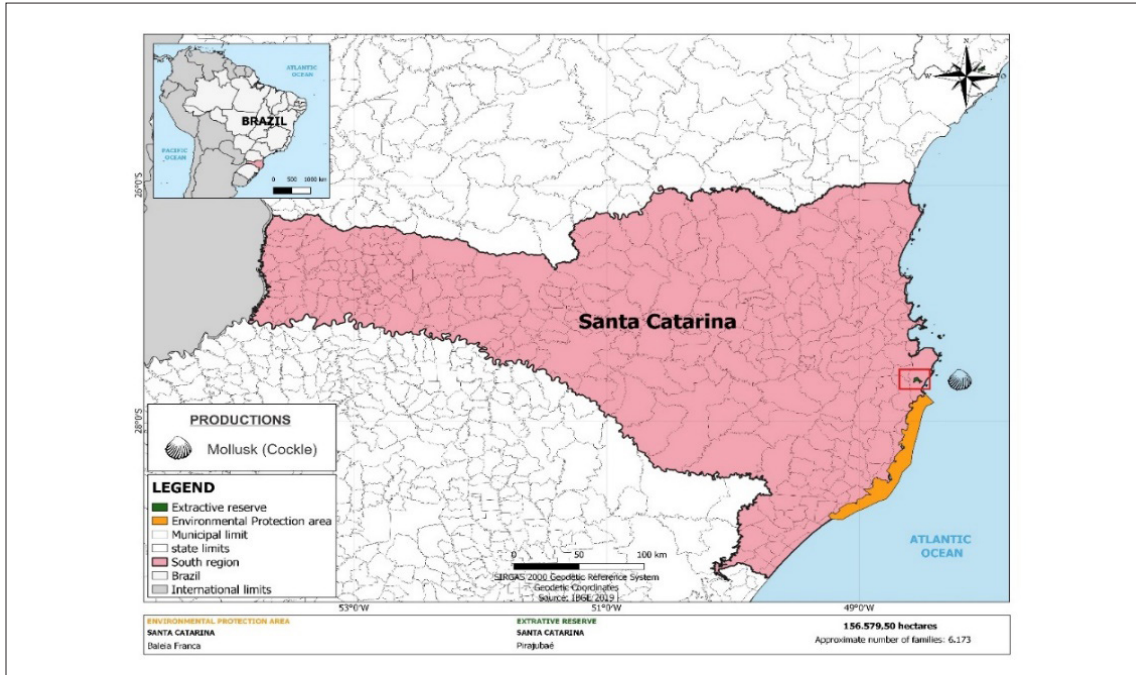 ATLANTIC
OCEAN
BRAZIL
PACIFIC
OCEAN
0 500 1000 km
N
W
O
S
26°0'S
Santa Catarina
28°0'S
PRODUCTIONS
Mollusk (Cockle)
LEGEND
Extractive reserve
Environmental Protection area
Municipal limit
state limits
South region
Brazil
International limits
0 50 100 km
SIRGAS 2000 Geodetic Reference System
Geodetic Coordinates
Source: IBGE/2019
ATLANTIC
OCEAN
53°0'W
51°0'W
49°0'W
ENVIRONMENTAL PROTECTION AREA
SANTA CATARINA
Baleia Franca
EXTRATIVE RESERVE
SANTA CATARINA
Pirajubaé
156.579,50 hectares
Approximate number of families: 6.173